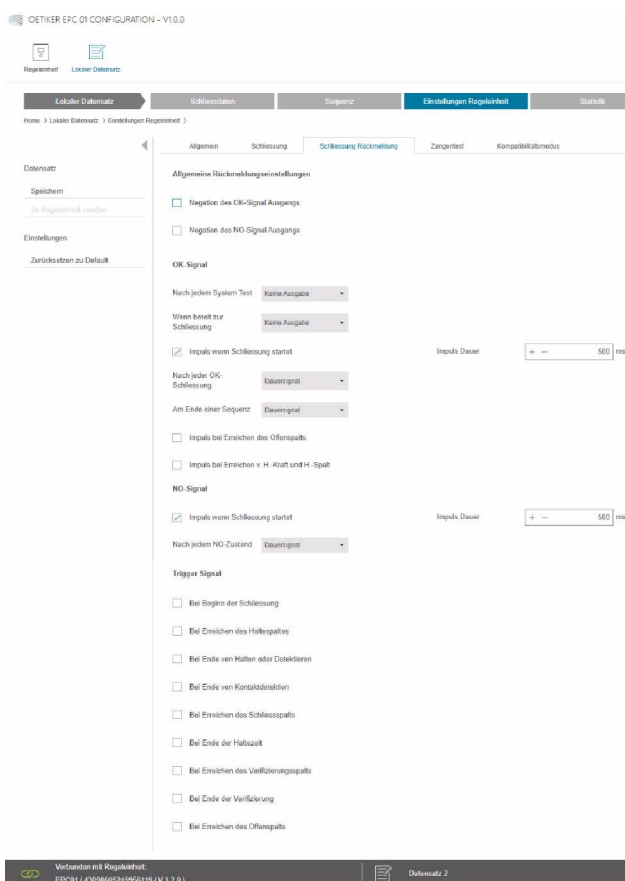 OETIKER EPC 01 CONFIGURATION – V1.0.0
Regeleinheit Lokaler Datensatz
Lokaler Datensatz Schliessdaten Sequenz Einstellungen Regeleinheit Statistik
Home > Lokaler Datensatz > Einstellungen Regeleinheit >
Allgemein Schliessung Schliessung Rückmeldung Zangentest Kompatibilitätsmodus
Datensatz
Speichern
Zu Regeleinheit senden
Einstellungen
Zurücksetzen zu Default
Allgemeine Rückmeldungseinstellungen
Negation des OK-Signal Ausgangs
Negation des NO-Signal Ausgangs
OK-Signal
Nach jedem System Test Keine Ausgabe
Wenn bereit zur
Schliessung Keine Ausgabe
Impuls wenn Schliessung startet Impuls Dauer + − 500 ms
Nach jeder OK-
Schliessung Dauersignal
Am Ende einer Sequenz Dauersignal
Impuls bei Erreichen des Offenspalts
Impuls bei Erreichen v. H.-Kraft und H.-Spalt
NO-Signal
Impuls wenn Schliessung startet Impuls Dauer + − 500 ms
Nach jedem NO-Zustand Dauersignal
Trigger Signal
Bei Beginn der Schliessung
Bei Erreichen des Haltespaltes
Bei Ende von Halten oder Detektieren
Bei Ende von Kontaktdetektion
Bei Erreichen des Schliessspalts
Bei Ende der Haltezeit
Bei Erreichen des Verifizierungsspalts
Bei Ende der Verifizierung
Bei Erreichen des Offenspalts
Verbunden mit Regeleinheit:
Datensatz 2
EPC01 (V 1.2.0)